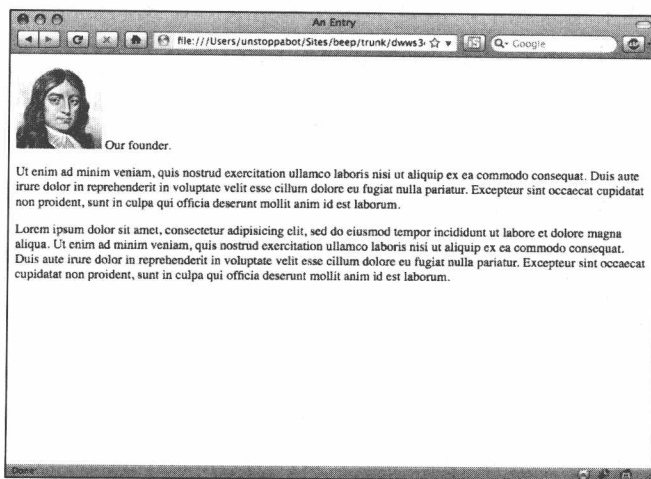 An Entry
file:///Users/unstoppabot/Sites/beep/trunk/dwws3
Google
Our founder.
Ut enim ad minim veniam, quis nostrud exercitation ullamco laboris nisi ut aliquip ex ea commodo consequat. Duis aute
irure dolor in reprehenderit in voluptate velit esse cillum dolore eu fugiat nulla pariatur. Excepteur sint occaecat cupidatat
non proident, sunt in culpa qui officia deserunt mollit anim id est laborum.
Lorem ipsum dolor sit amet, consectetur adipisicing elit, sed do eiusmod tempor incididunt ut labore et dolore magna
aliqua. Ut enim ad minim veniam, quis nostrud exercitation ullamco laboris nisi ut aliquip ex ea commodo consequat.
Duis aute irure dolor in reprehenderit in voluptate velit esse cillum dolore eu fugiat nulla pariatur. Excepteur sint occaecat
cupidatat non proident, sunt in culpa qui officia deserunt mollit anim id est laborum.
Done